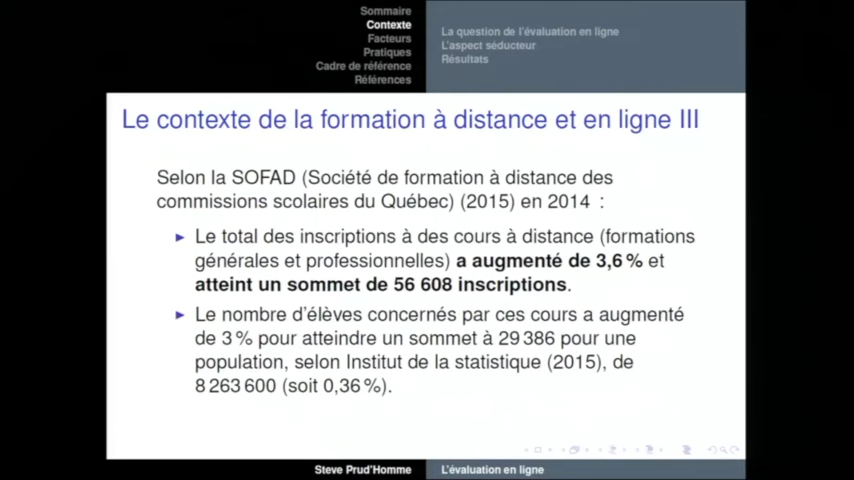 Sommaire
Contexte
Facteurs
Pratiques
Cadre de référence
Références
La question de l'évaluation en ligne
L'aspect séducteur
Résultats
Le contexte de la formation à distance et en ligne III
Selon la SOFAD (Société de formation à distance des
commissions scolaires du Québec) (2015) en 2014 :
Le total des inscriptions à des cours à distance (formations
générales et professionnelles) a augmenté de 3,6 % et
atteint un sommet de 56 608 inscriptions.
Le nombre d'élèves concernés par ces cours a augmenté
de 3 % pour atteindre un sommet à 29 386 pour une
population, selon Institut de la statistique (2015), de
8 263 600 (soit 0,36 %).
Steve Prud'Homme
L'évaluation en ligne